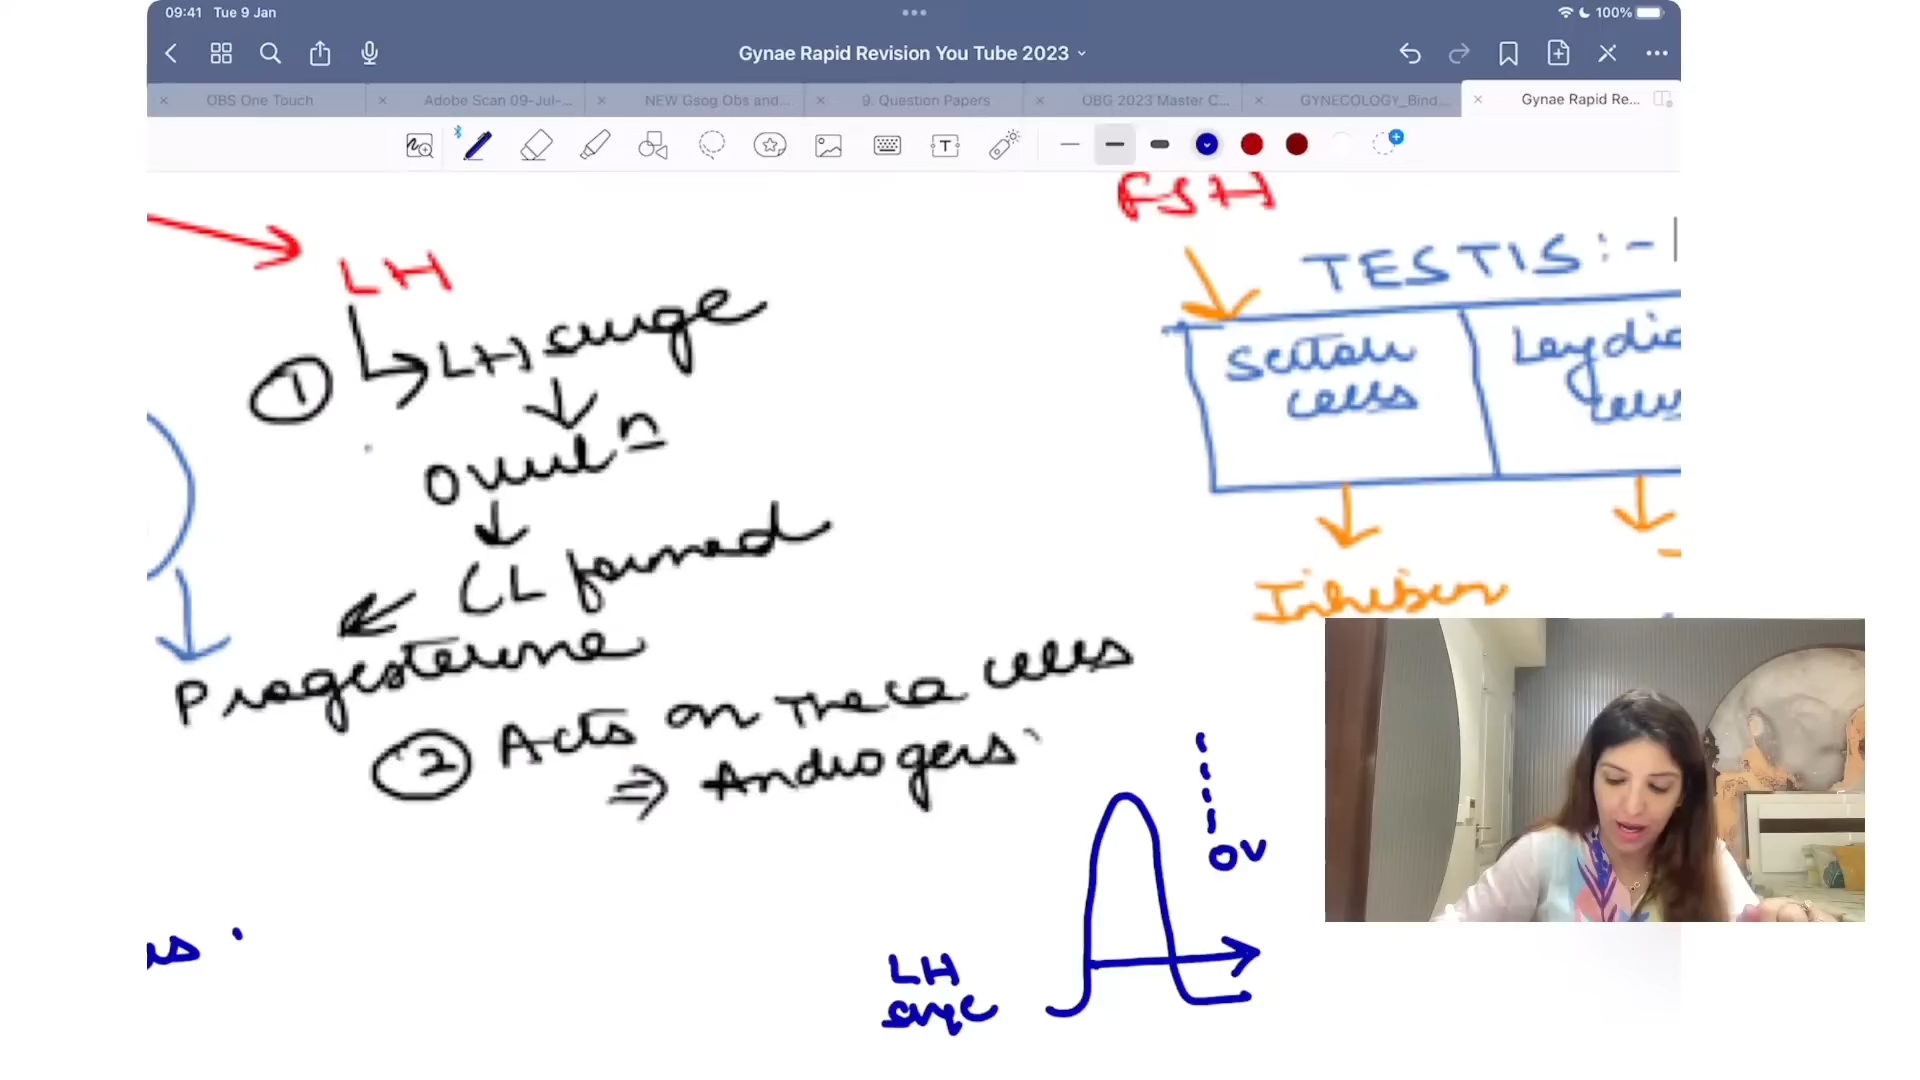 09:41 Tue 9 Jan
100%
Gynae Rapid Revision You Tube 2023
OBS One Touch
Adobe Scan 09-Jul-...
NEW Gsog Obs and...
9. Question Papers
OBG 2023 Master C...
GYNECOLOGY_Bind...
Gynae Rapid Re...
T
FSH
LH
TESTIS:-
① LH surge
Sertoli
cells
Leydig
cells
Ovul n
CL formed
Progesterone
Inhibin
② Acts on Theca cells
⇒ Androgens
OV
LH
surge